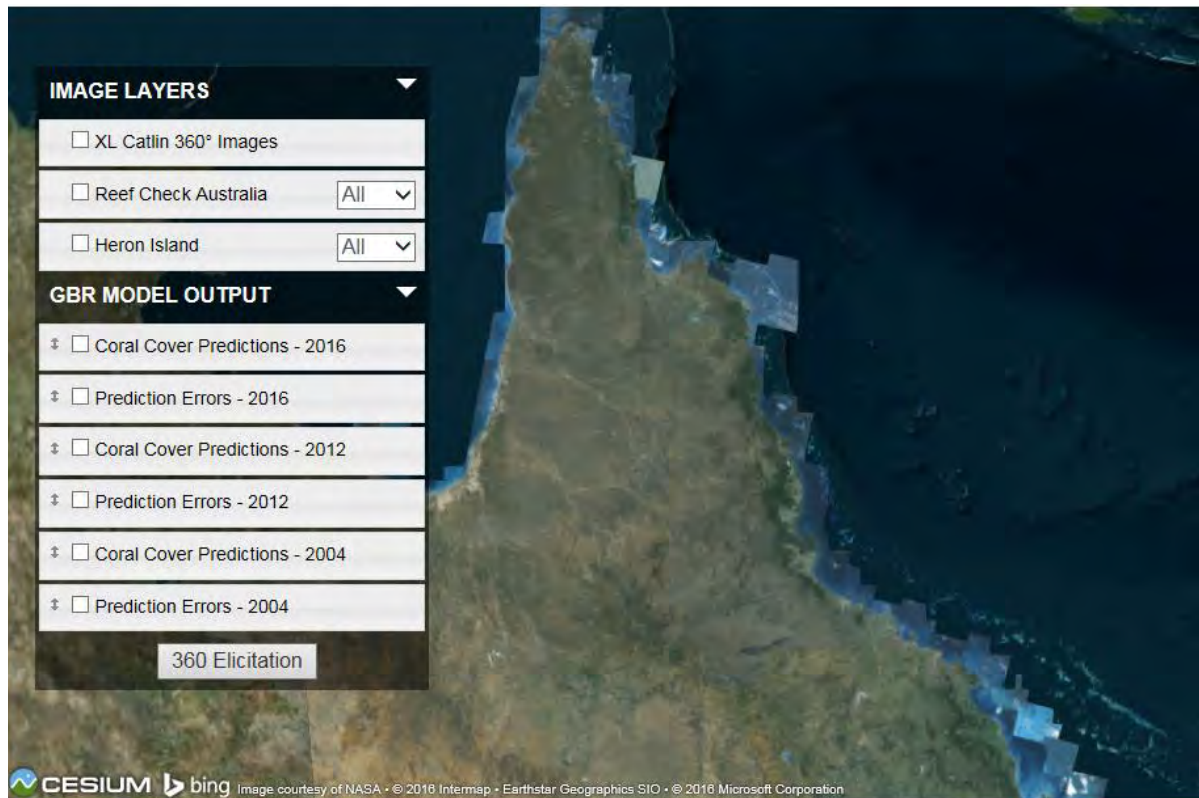 IMAGE LAYERS
XL Catlin 360° Images
Reef Check Australia All
Heron Island All
GBR MODEL OUTPUT
Coral Cover Predictions - 2016
Prediction Errors - 2016
Coral Cover Predictions - 2012
Prediction Errors - 2012
Coral Cover Predictions - 2004
Prediction Errors - 2004
360 Elicitation
CESIUM bing Image courtesy of NASA • © 2016 Intermap • Earthstar Geographics SIO • © 2016 Microsoft Corporation